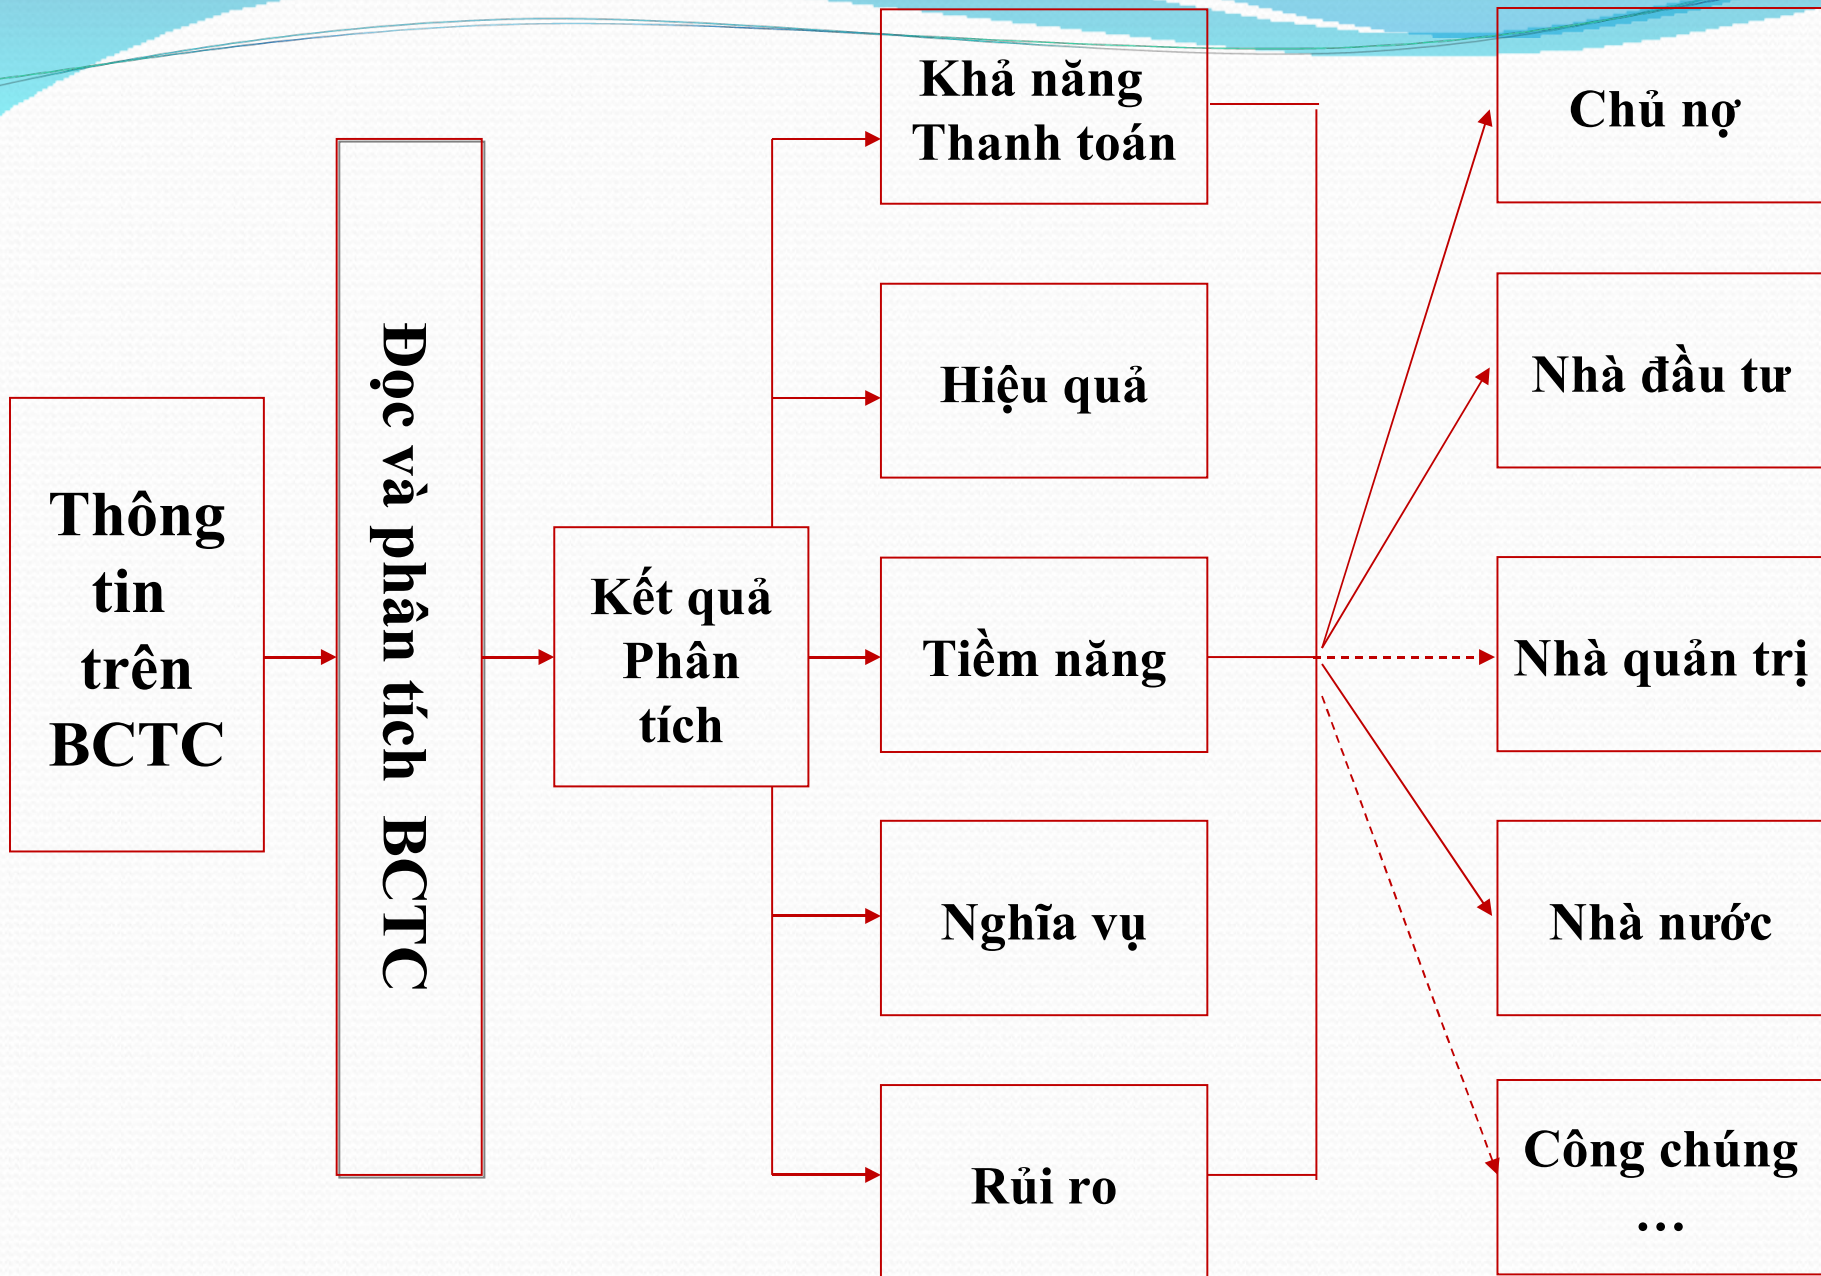 Thông
tin
trên
BCTC
Đọc và phân tích BCTC
Kết quả
Phân
tích
Khả năng
Thanh toán
Hiệu quả
Tiềm năng
Nghĩa vụ
Rủi ro
Chủ nợ
Nhà đầu tư
Nhà quản trị
Nhà nước
Công chúng
…